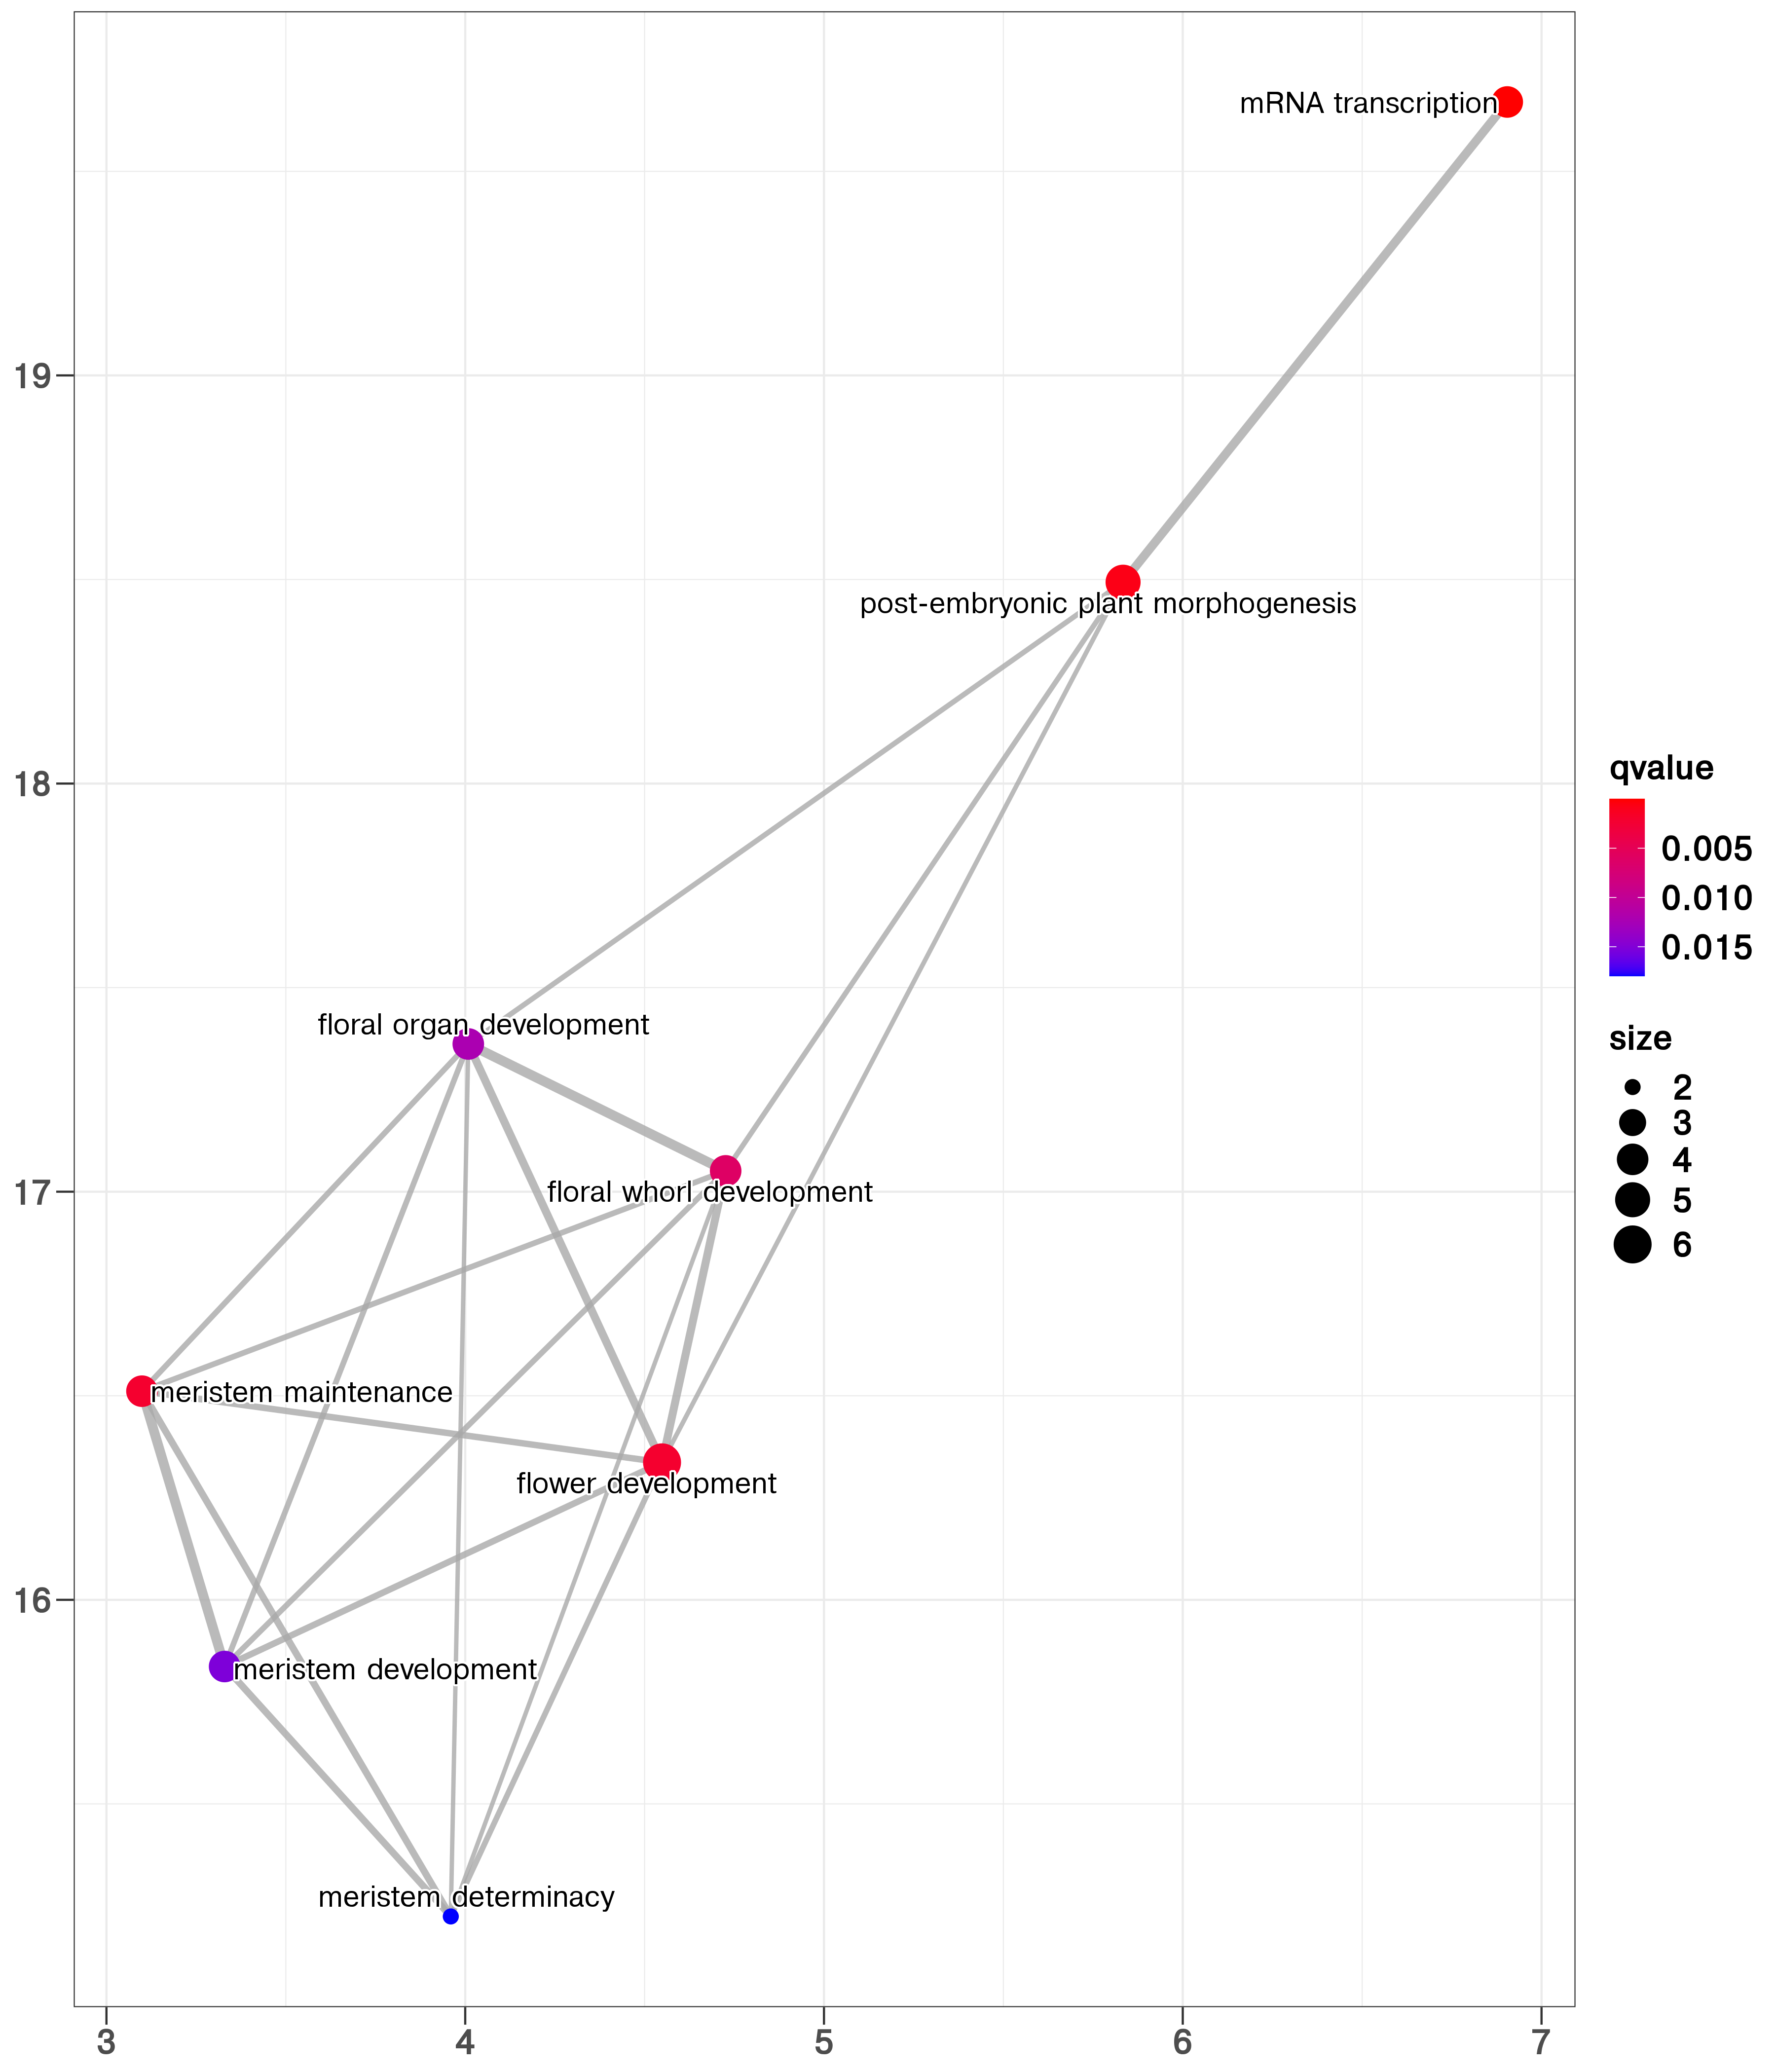 mRNA transcription
19
post-embryonic plant morphogenesis
18
qvalue
0.005
0.010
0.015
floral organ development
size
2
3
4
5
6
17
floral whorl development
meristem maintenance
flower development
16
meristem development
meristem determinacy
3
4
5
6
7